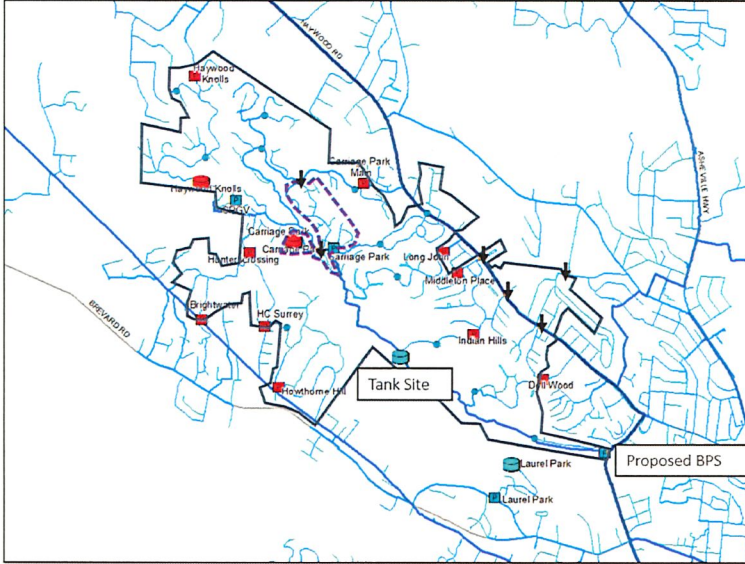 HAYWOOD RD
Haywood
Knolls
ASHEVILLE HWY
Carriage Park
Main
Haywood Knolls
P
Carriage Park
Carriage Park
Long John
Hunters Crossing
Middleton Place
BREVARD RD
Brightwater
HC Surrey
Indian Hills
Tank Site
Dell Wood
Howthorne Hill
Proposed BPS
Laurel Park
P
Laurel Park